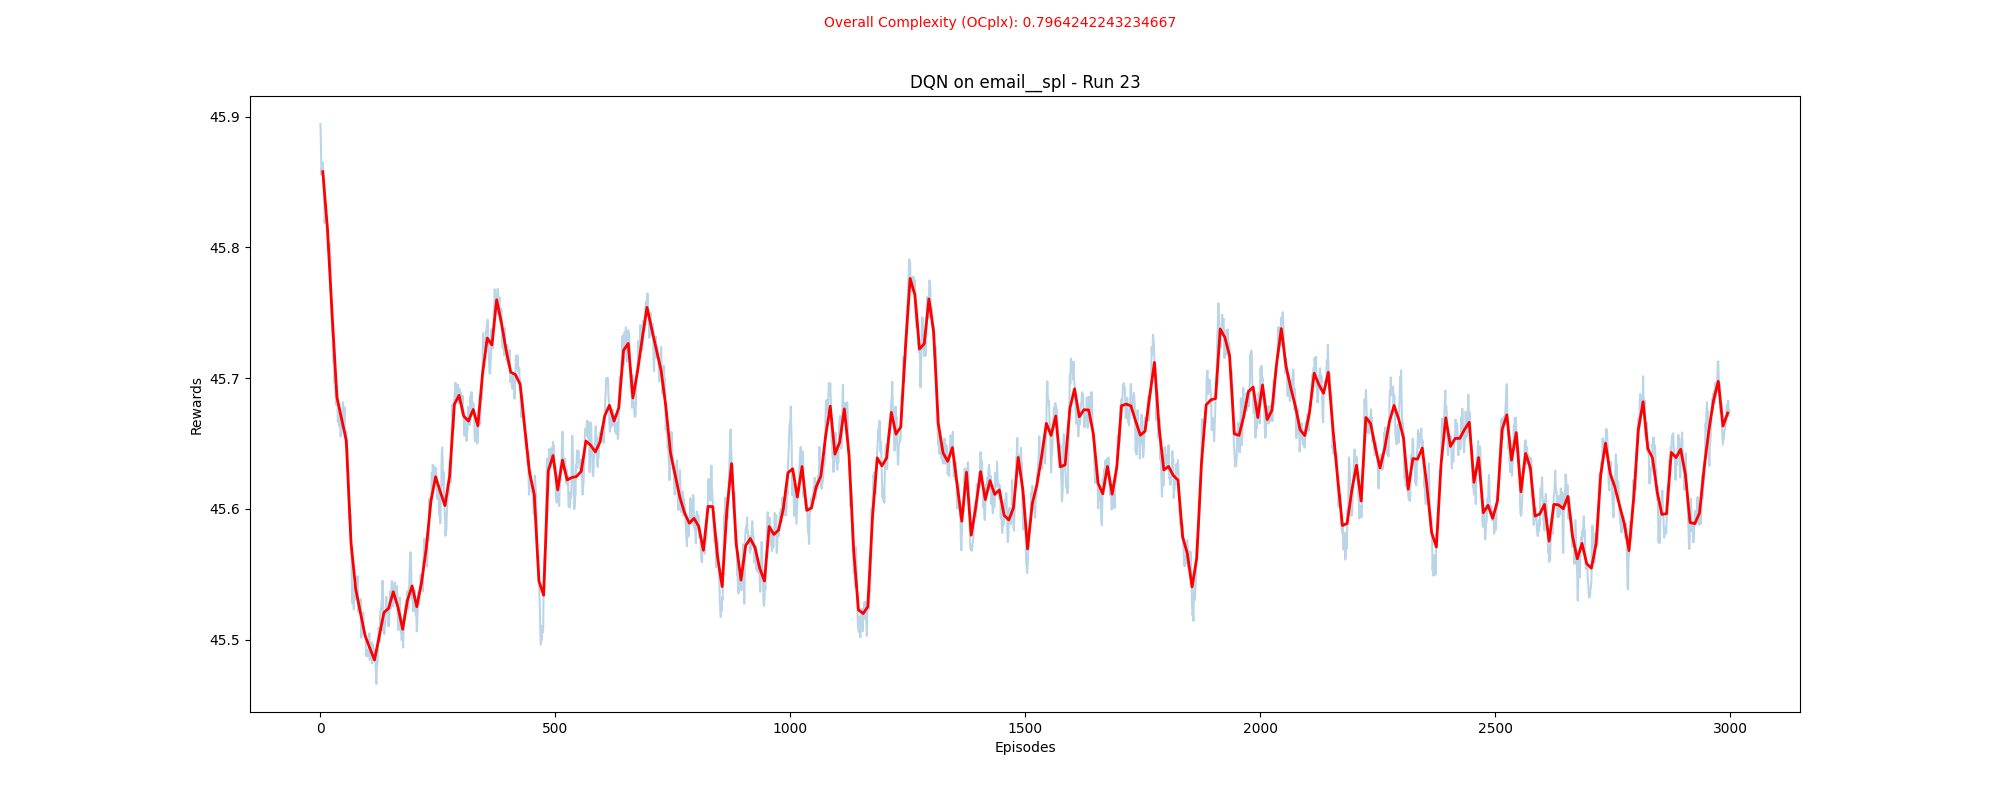 Overall Complexity (OCplx): 0.7964242243234667
DQN on email__spl - Run 23
45.9
45.8
45.7
45.6
45.5
Rewards
0 500 1000 1500 2000 2500 3000
Episodes